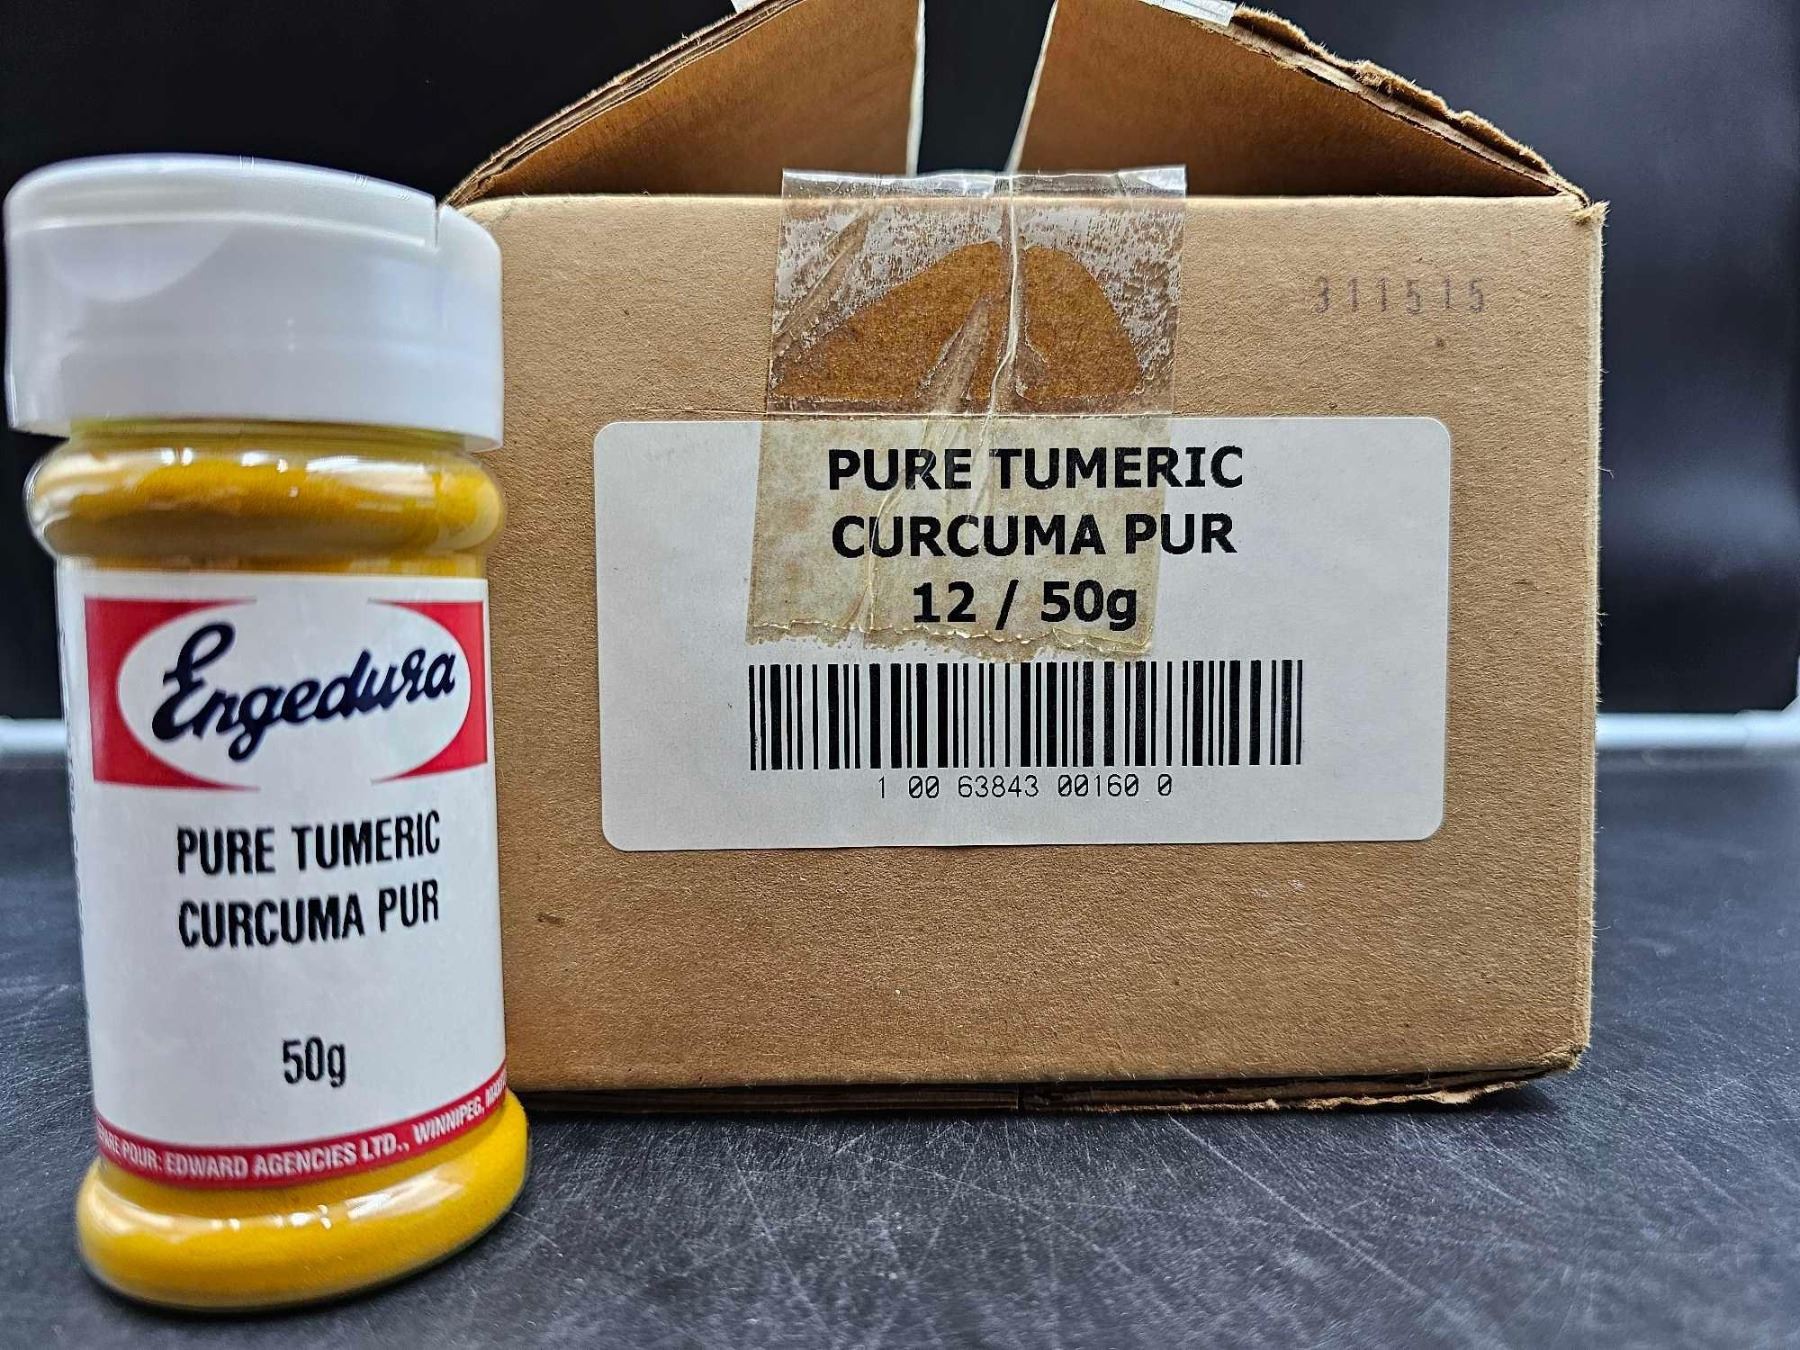 Engedura
PURE TUMERIC
CURCUMA PUR
50g
POUR: EDWARD AGENCIES LTD., WINNIPEG,
311515
PURE TUMERIC
CURCUMA PUR
12 / 50g
1 00 63843 00160 0